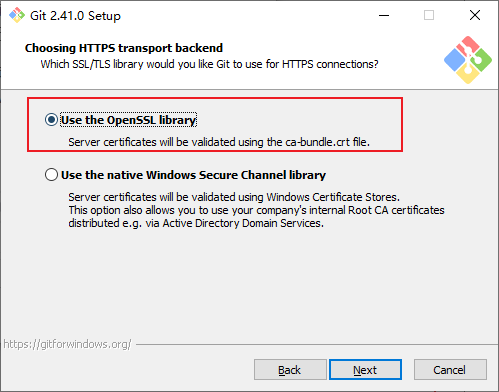 Git 2.41.0 Setup
Choosing HTTPS transport backend
Which SSL/TLS library would you like Git to use for HTTPS connections?
Use the OpenSSL library
Server certificates will be validated using the ca-bundle.crt file.
Use the native Windows Secure Channel library
Server certificates will be validated using Windows Certificate Stores.
This option also allows you to use your company's internal Root CA certificates
distributed e.g. via Active Directory Domain Services.
https://gitforwindows.org/
Back
Next
Cancel